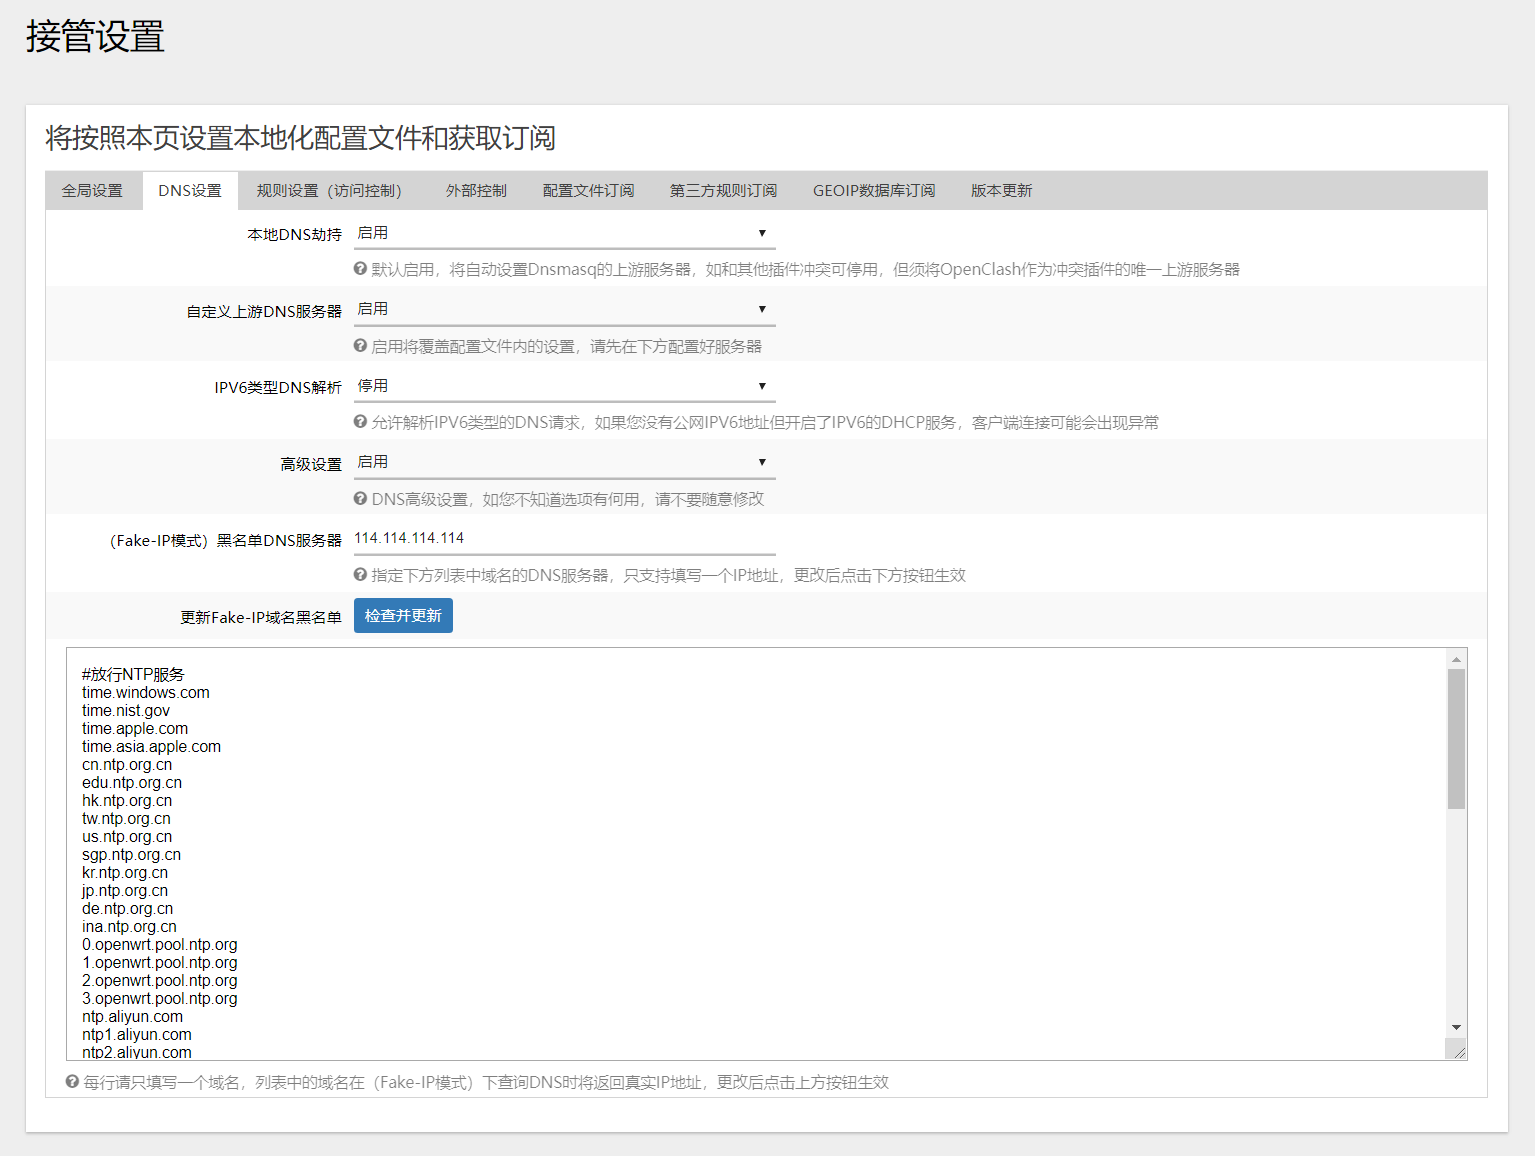 接管设置
将按照本页设置本地化配置文件和获取订阅
全局设置 DNS设置 规则设置（访问控制） 外部控制 配置文件订阅 第三方规则订阅 GEOIP数据库订阅 版本更新
本地DNS劫持 启用
默认启用，将自动设置Dnsmasq的上游服务器，如和其他插件冲突可停用，但须将OpenClash作为冲突插件的唯一上游服务器
自定义上游DNS服务器 启用
启用将覆盖配置文件内的设置，请先在下方配置好服务器
IPV6类型DNS解析 停用
允许解析IPV6类型的DNS请求，如果您没有公网IPV6地址但开启了IPV6的DHCP服务，客户端连接可能会出现异常
高级设置 启用
DNS高级设置，如您不知道选项有何用，请不要随意修改
（Fake-IP模式）黑名单DNS服务器 114.114.114.114
指定下方列表中域名的DNS服务器，只支持填写一个IP地址，更改后点击下方按钮生效
更新Fake-IP域名黑名单 检查并更新
#放行NTP服务
time.windows.com
time.nist.gov
time.apple.com
time.asia.apple.com
cn.ntp.org.cn
edu.ntp.org.cn
hk.ntp.org.cn
tw.ntp.org.cn
us.ntp.org.cn
sgp.ntp.org.cn
kr.ntp.org.cn
jp.ntp.org.cn
de.ntp.org.cn
ina.ntp.org.cn
0.openwrt.pool.ntp.org
1.openwrt.pool.ntp.org
2.openwrt.pool.ntp.org
3.openwrt.pool.ntp.org
ntp.aliyun.com
ntp1.aliyun.com
ntp2.aliyun.com
每行请只填写一个域名，列表中的域名在（Fake-IP模式）下查询DNS时将返回真实IP地址，更改后点击上方按钮生效